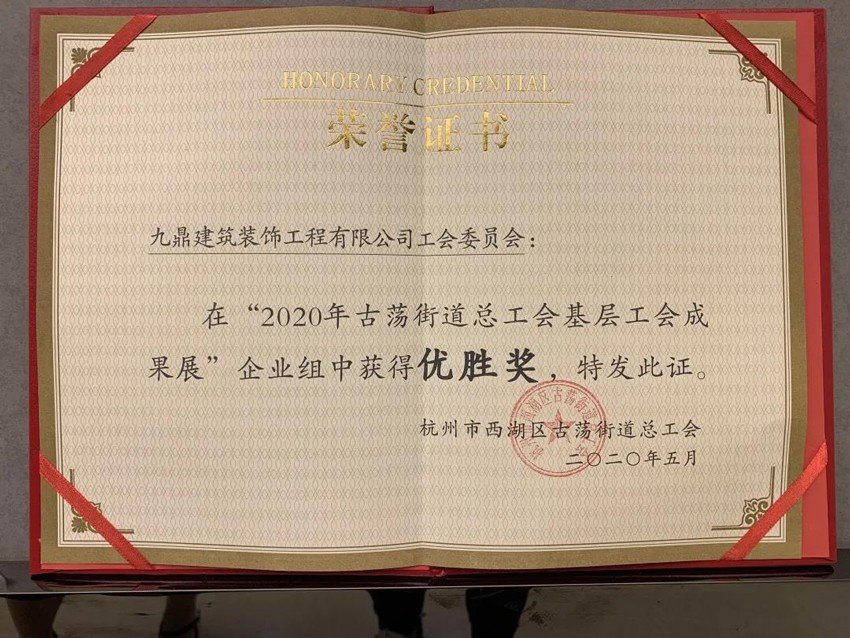 HONORARY CREDENTIAL
荣誉证书
九鼎建筑装饰工程有限公司工会委员会：
在“2020年古荡街道总工会基层工会成
果展”企业组中获得优胜奖，特发此证。
杭州市西湖区古荡街道总工会
二〇二〇年五月